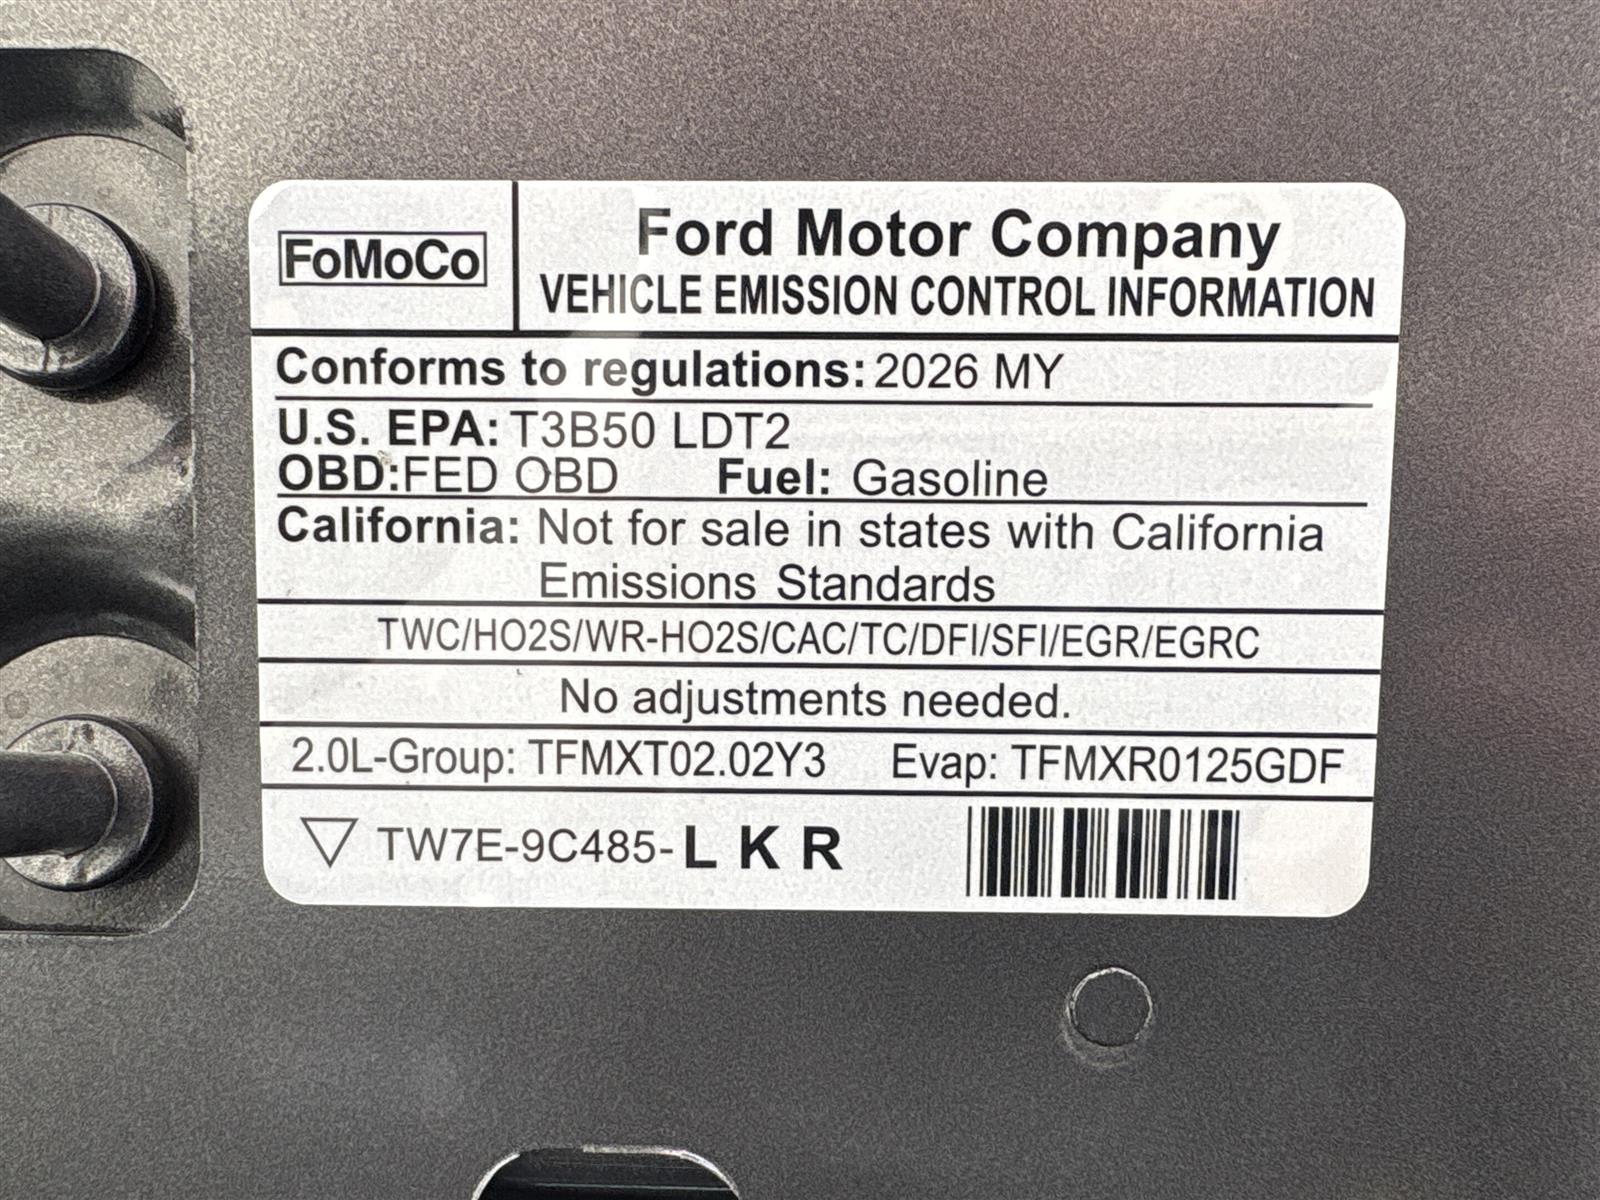 FoMoCo
Ford Motor Company
VEHICLE EMISSION CONTROL INFORMATION
Conforms to regulations: 2026 MY
U.S. EPA: T3B50 LDT2
OBD:FED OBD Fuel: Gasoline
California: Not for sale in states with California
Emissions Standards
TWC/HO2S/WR-HO2S/CAC/TC/DFI/SFI/EGR/EGRC
No adjustments needed.
2.0L-Group: TFMXT02.02Y3 Evap: TFMXR0125GDF
TW7E-9C485-L K R